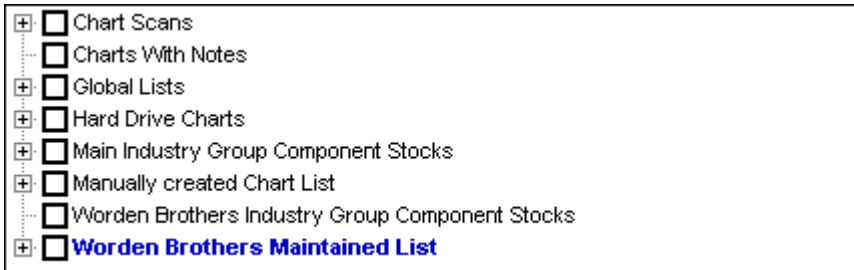 Chart Scans
Charts With Notes
Global Lists
Hard Drive Charts
Main Industry Group Component Stocks
Manually created Chart List
Worden Brothers Industry Group Component Stocks
Worden Brothers Maintained List